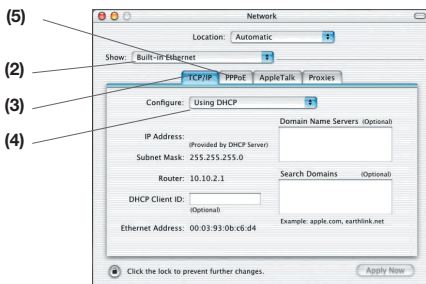 (5)
Network
Location: Automatic
(2)
Show: Built-in Ethernet
(3)
TCP/IP PPPoE AppleTalk Proxies
(4)
Configure: Using DHCP
Domain Name Servers (Optional)
IP Address:
(Provided by DHCP Server)
Subnet Mask: 255.255.255.0
Router: 10.10.2.1
Search Domains (Optional)
DHCP Client ID:
(Optional)
Example: apple.com, earthlink.net
Ethernet Address: 00:03:93:0b:c6:d4
Click the lock to prevent further changes.
Apply Now